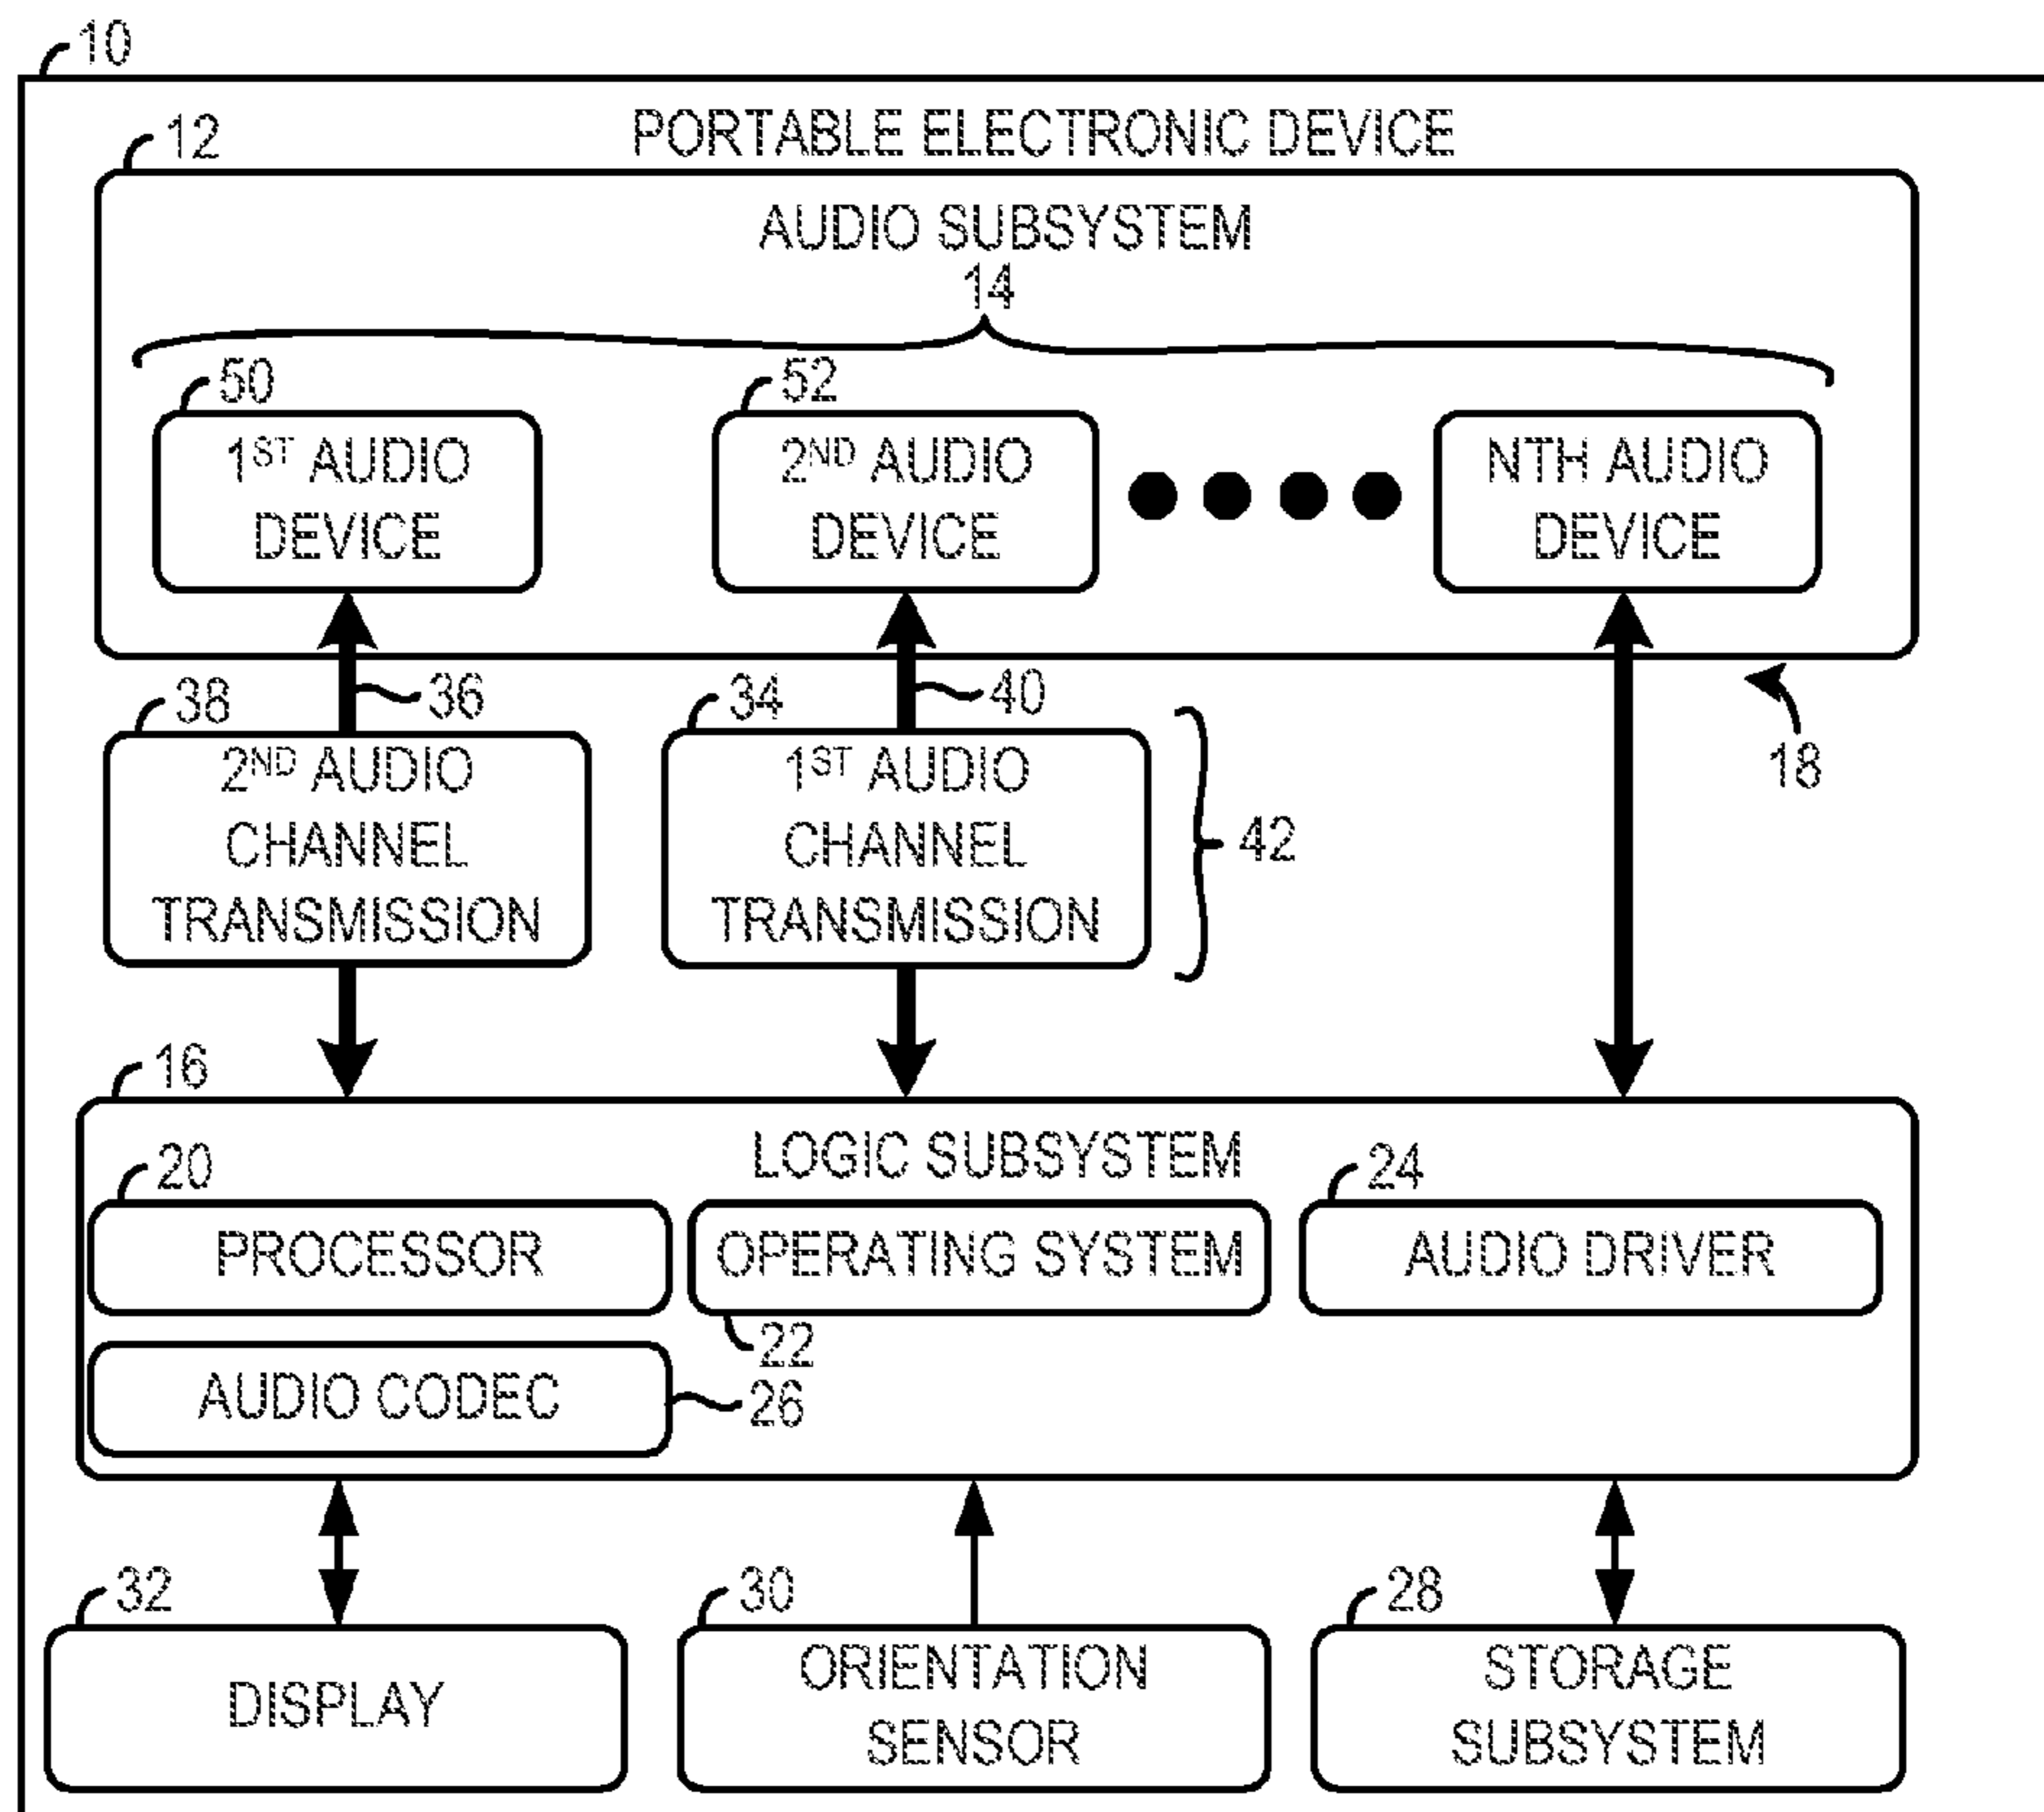 10
PORTABLE ELECTRONIC DEVICE
12
AUDIO SUBSYSTEM
14
50
52
1ST AUDIO
DEVICE
2ND AUDIO
DEVICE
NTH AUDIO
DEVICE
38
36
34
40
18
2ND AUDIO
CHANNEL
TRANSMISSION
1ST AUDIO
CHANNEL
TRANSMISSION
42
16
LOGIC SUBSYSTEM
20
24
PROCESSOR
OPERATING SYSTEM
AUDIO DRIVER
22
AUDIO CODEC
26
32
30
28
DISPLAY
ORIENTATION
SENSOR
STORAGE
SUBSYSTEM